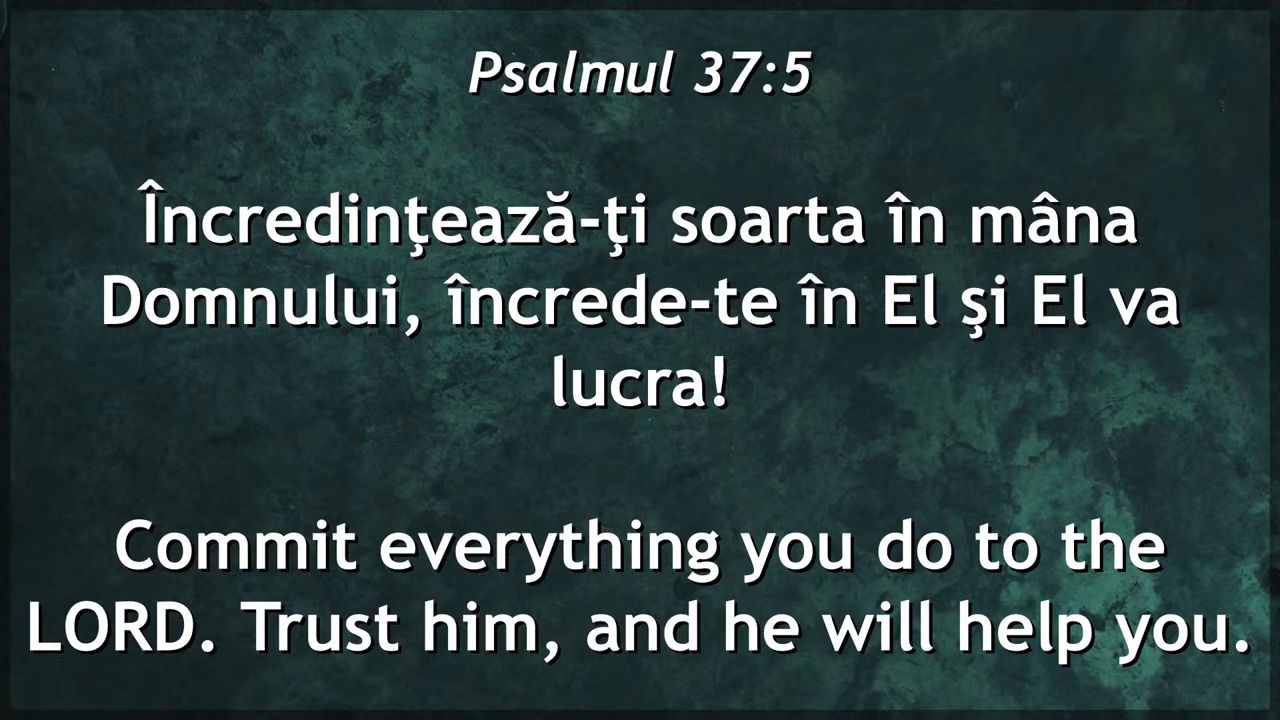 Psalmul 37:5
Încredinţează-ţi soarta în mâna
Domnului, încrede-te în El şi El va
lucra!
Commit everything you do to the
LORD. Trust him, and he will help you.